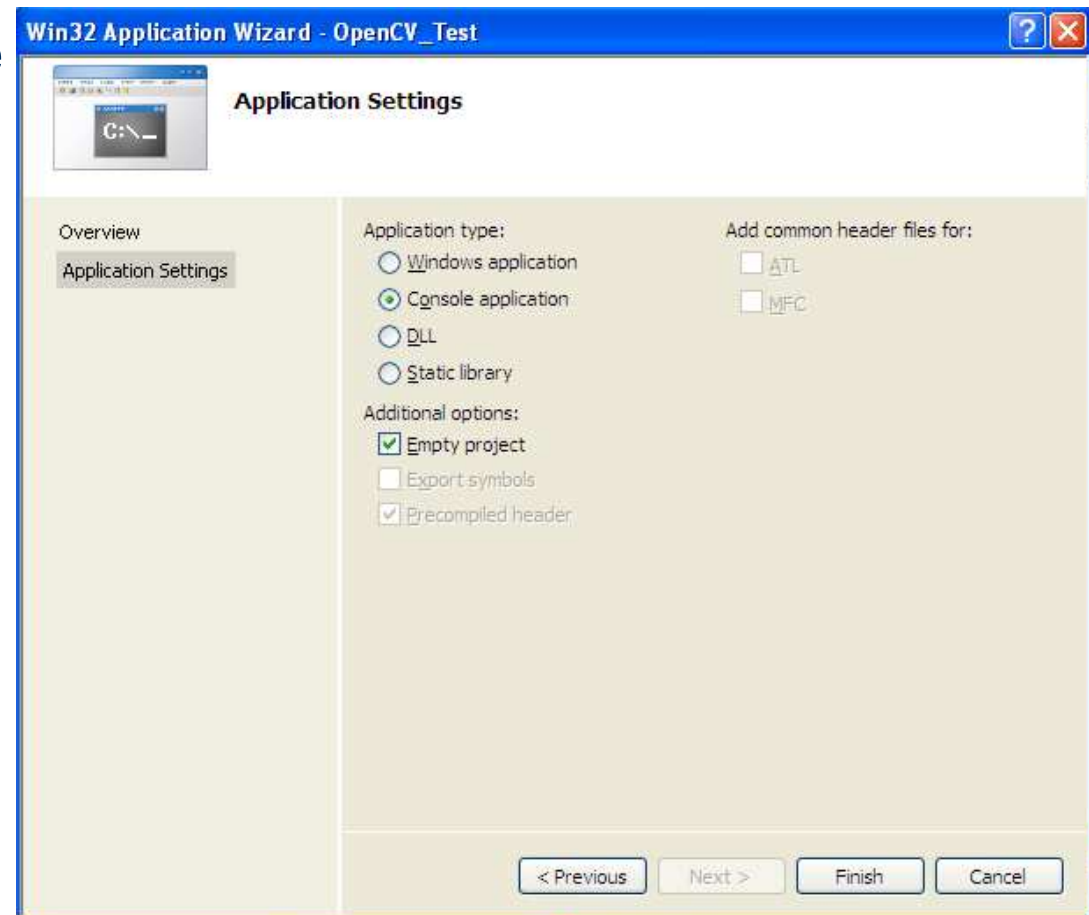 Win32 Application Wizard - OpenCV_Test
e
Application Settings
C:\_
Overview
Application Settings
Application type:
Windows application
Console application
DLL
Static library
Additional options:
Empty project
Export symbols
Precompiled header
Add common header files for:
ATL
MFC
< Previous
Next >
Finish
Cancel